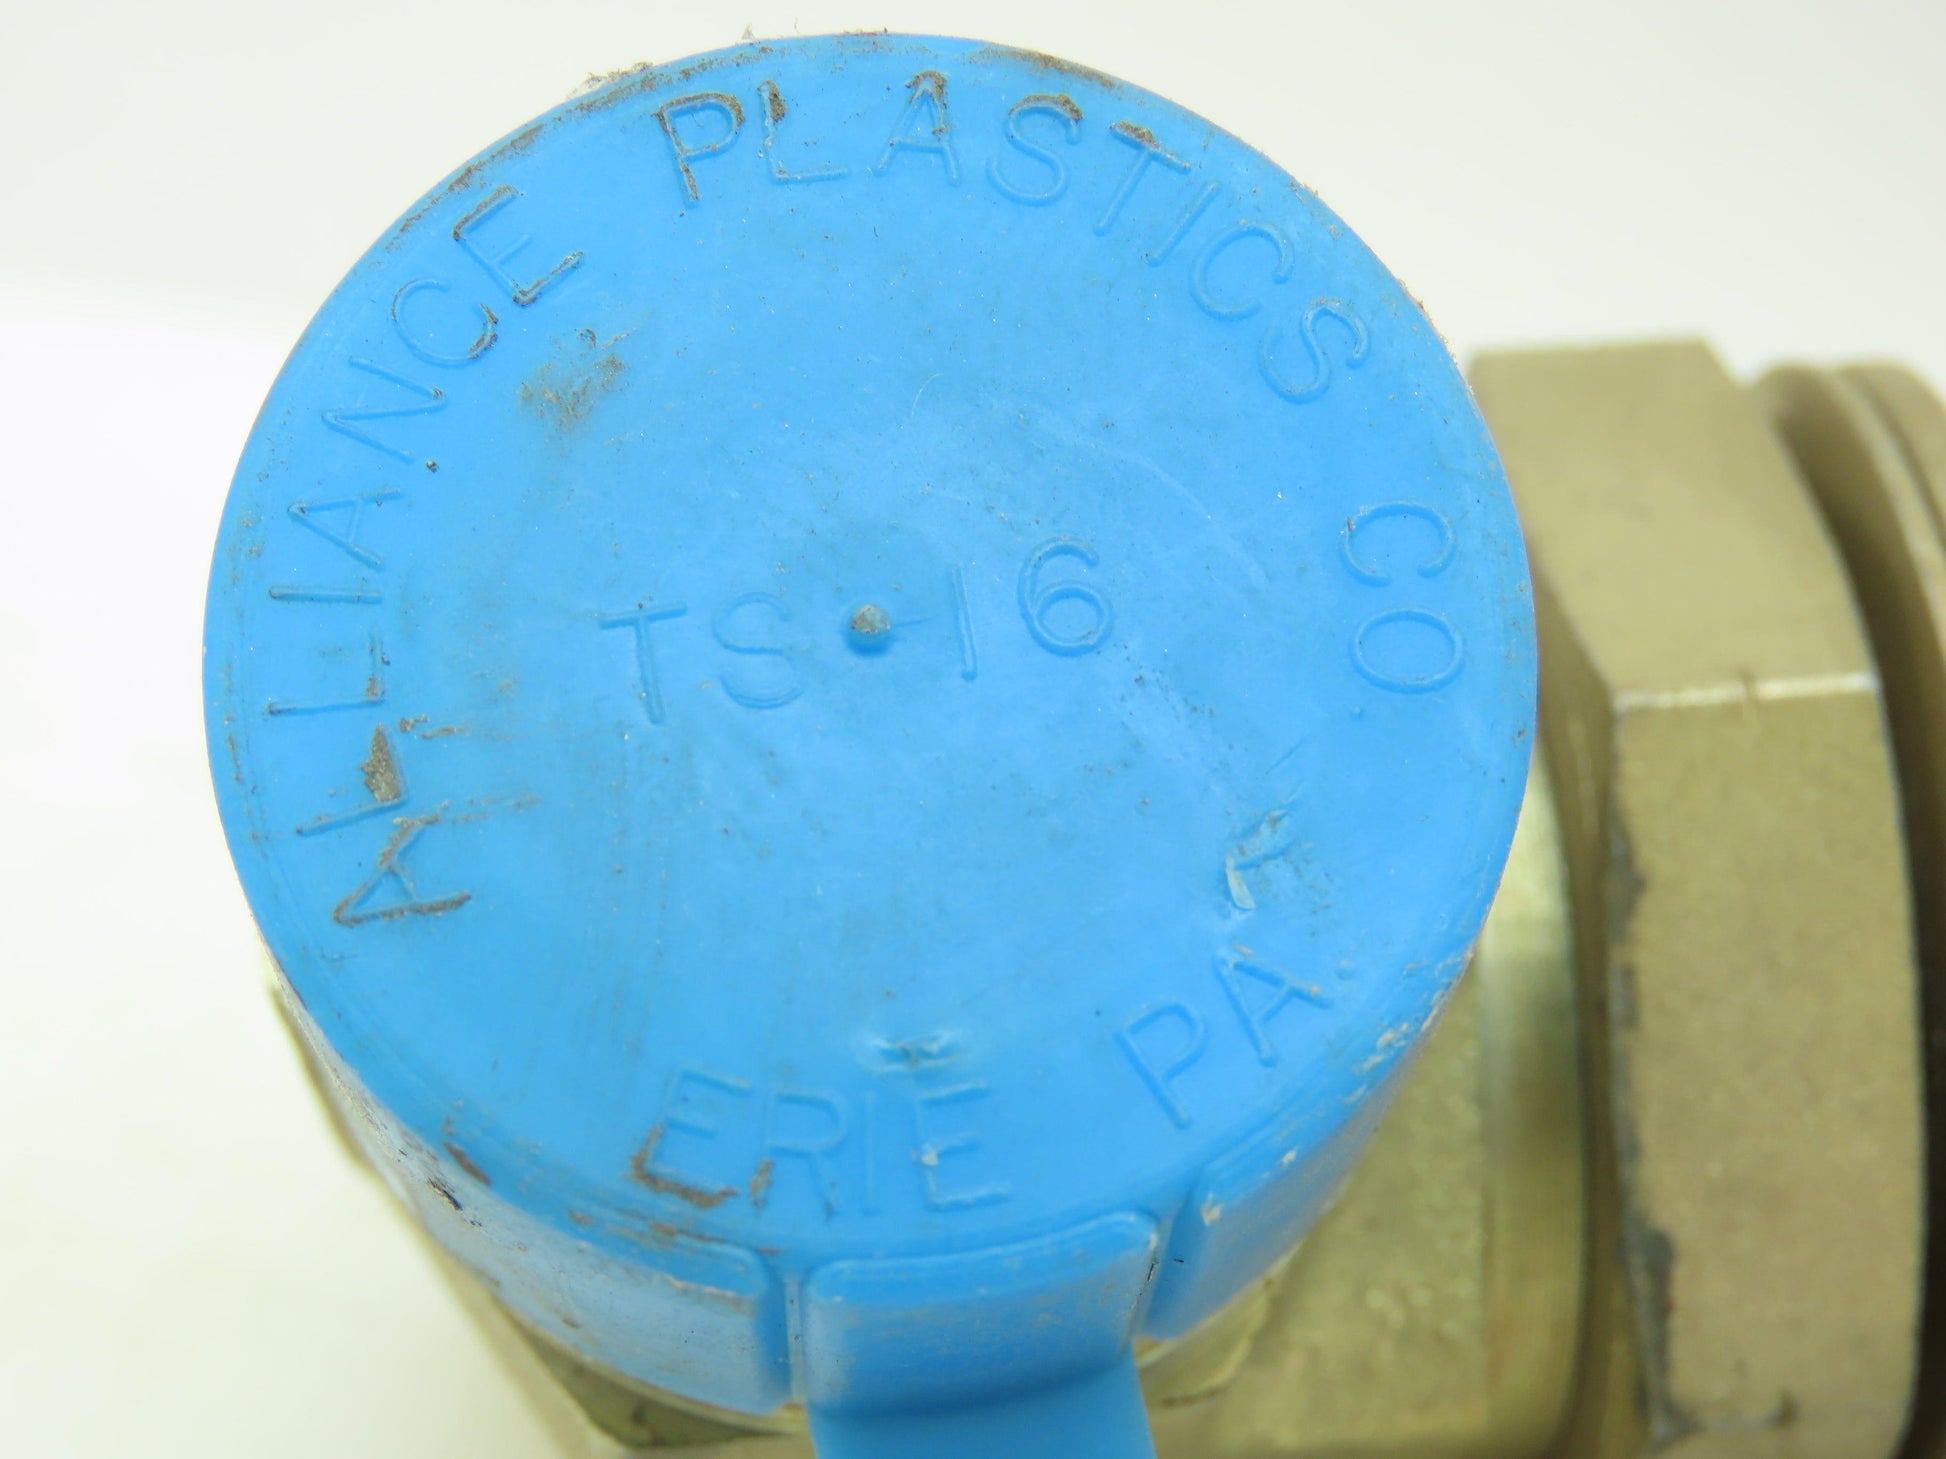 ALLIANCE PLASTICS CO
TS-16
ERIE PA.